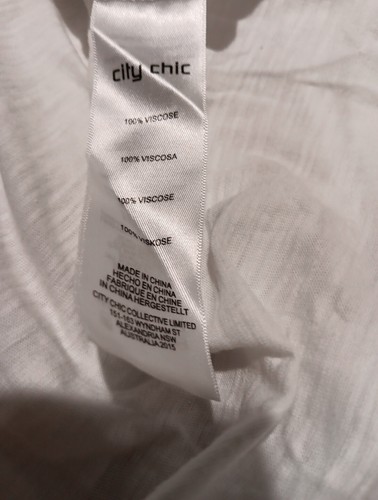 city chic
100% VISCOSE
100% VISCOSA
100% VISCOSE
100% VISKOSE
MADE IN CHINA
HECHO EN CHINA
FABRIQUE EN CHINE
IN CHINA HERGESTELLT
CITY CHIC COLLECTIVE LIMITED
151-163 WYNDHAM ST
ALEXANDRIA NSW
AUSTRALIA 2015